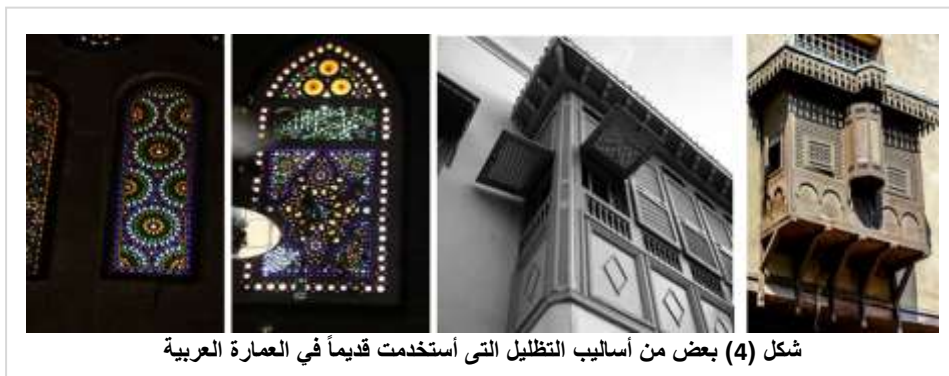 شكل (4) بعض من أساليب التظليل التى أستخدمت قديماً في العمارة العربية